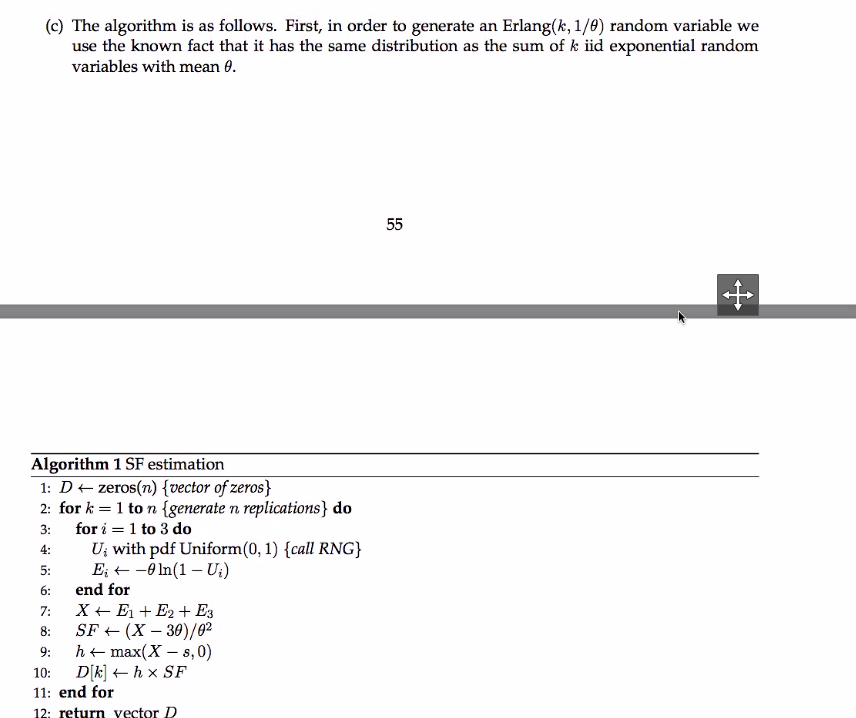 (c) The algorithm is as follows. First, in order to generate an Erlang(k, 1/θ) random variable we
use the known fact that it has the same distribution as the sum of k iid exponential random
variables with mean θ.
55
Algorithm 1 SF estimation
1: D ← zeros(n) {vector of zeros}
2: for k = 1 to n {generate n replications} do
3: for i = 1 to 3 do
4: Uᵢ with pdf Uniform(0, 1) {call RNG}
5: Eᵢ ← −θ ln(1 − Uᵢ)
6: end for
7: X ← E₁ + E₂ + E₃
8: SF ← (X − 3θ)/θ²
9: h ← max(X − s, 0)
10: D[k] ← h × SF
11: end for
12: return vector D